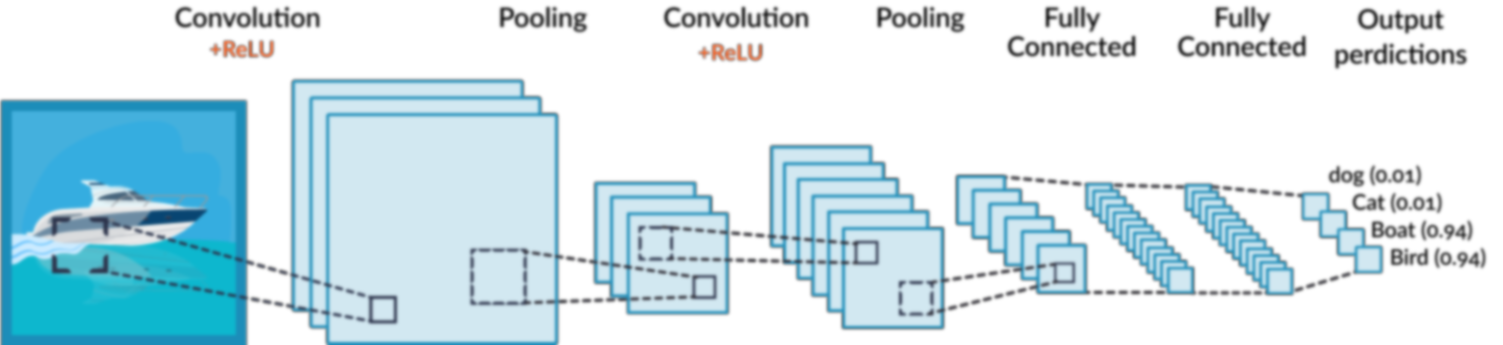 Convolution
+ReLU
Pooling
Convolution
+ReLU
Pooling
Fully
Connected
Fully
Connected
Output
perdictions
dog (0.01)
Cat (0.01)
Boat (0.94)
Bird (0.94)